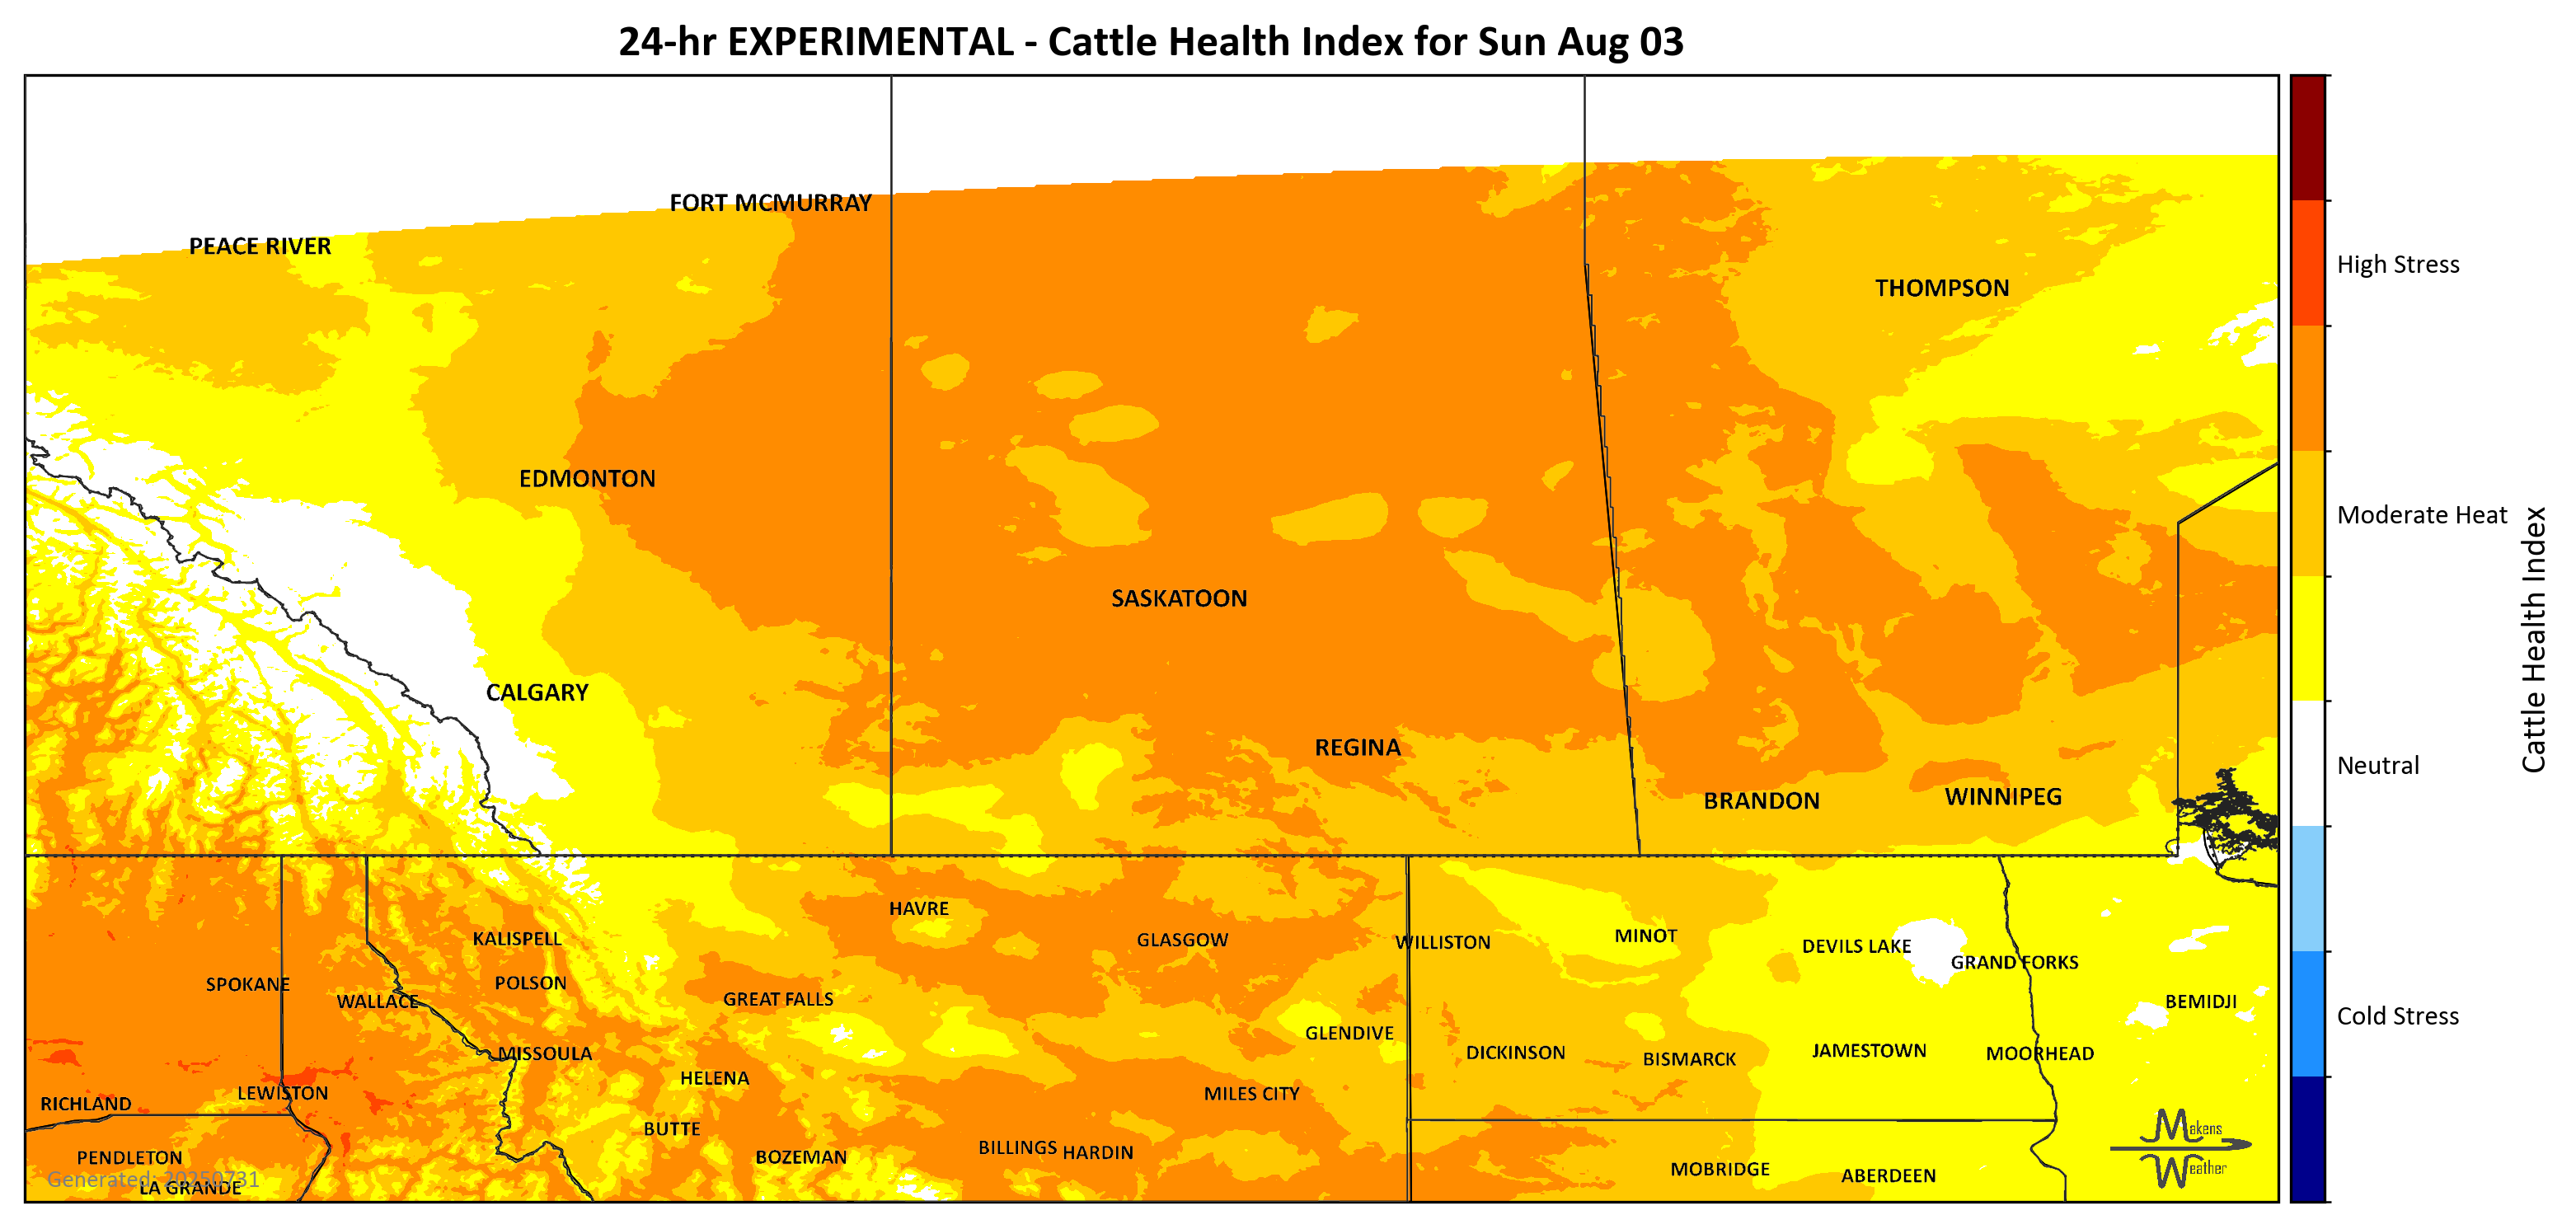 24-hr EXPERIMENTAL - Cattle Health Index for Sun Aug 03
FORT MCMURRAY
PEACE RIVER
High Stress
THOMPSON
EDMONTON
Moderate Heat
SASKATOON
Cattle Health Index
CALGARY
REGINA
Neutral
BRANDON
WINNIPEG
HAVRE
KALISPELL
GLASGOW
WILLISTON
MINOT
DEVILS LAKE
GRAND FORKS
SPOKANE
POLSON
WALLACE
GREAT FALLS
BEMIDJI
Cold Stress
GLENDIVE
MISSOULA
DICKINSON
BISMARCK
JAMESTOWN
MOORHEAD
HELENA
LEWISTON
MILES CITY
RICHLAND
BUTTE
Makens
Weather
PENDLETON
BOZEMAN
BILLINGS
HARDIN
MOBRIDGE
ABERDEEN
Generated: 20250731
LA GRANDE